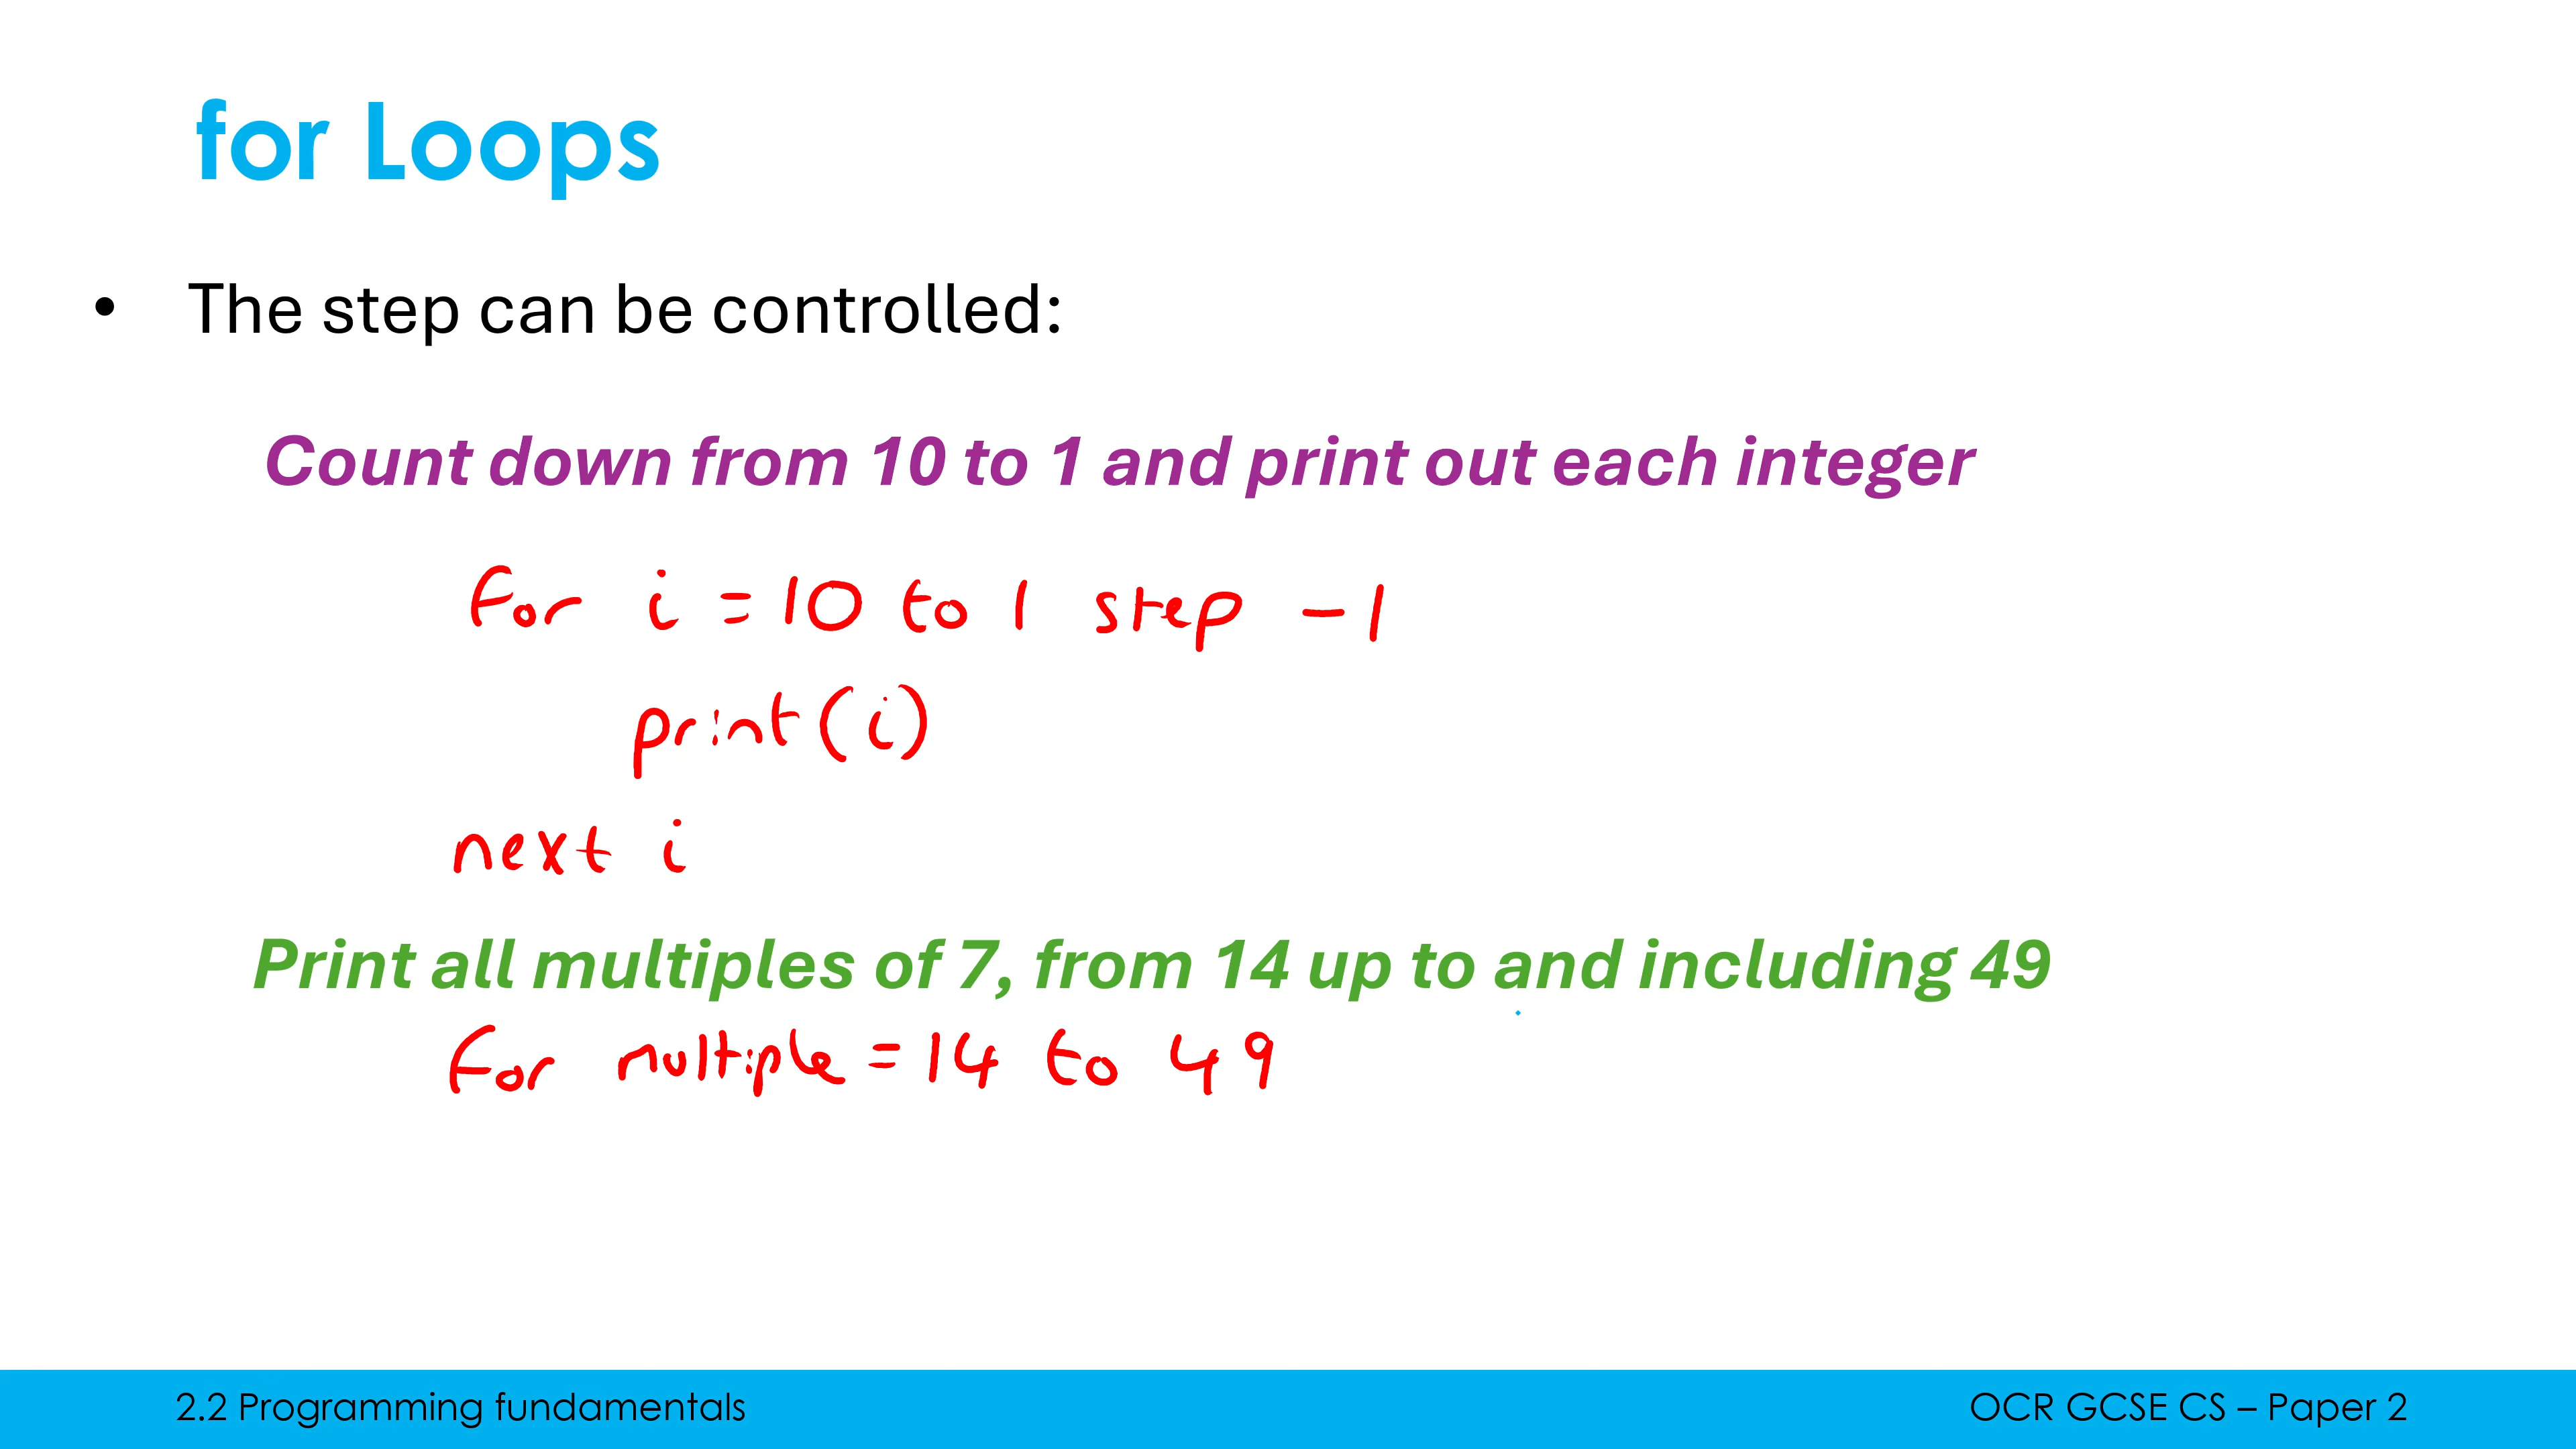 for Loops
• The step can be controlled:
Count down from 10 to 1 and print out each integer
for i = 10 to 1 step -1
print(i)
next i
Print all multiples of 7, from 14 up to and including 49
for multiple = 14 to 49
2.2 Programming fundamentals
OCR GCSE CS – Paper 2